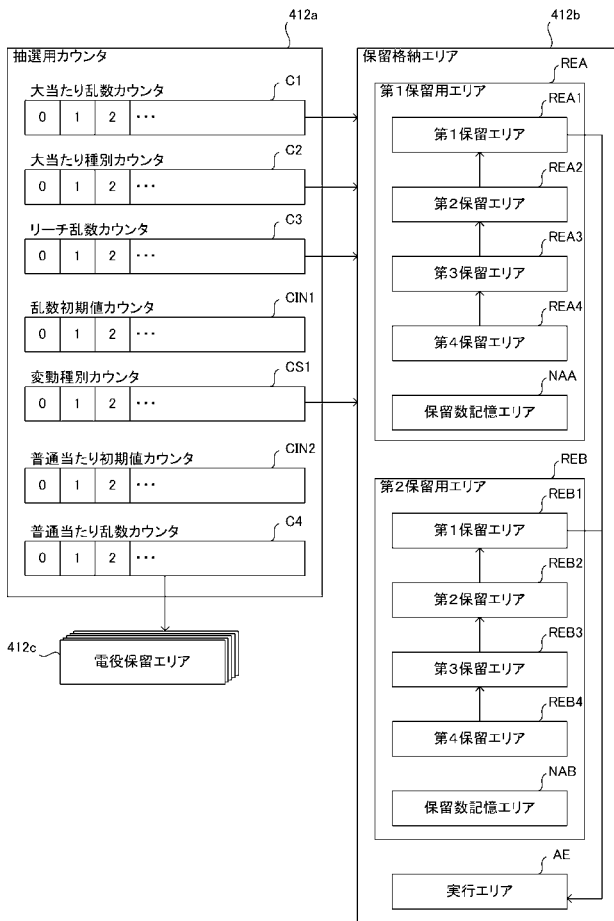 412a
抽選用カウンタ
大当たり乱数カウンタ
C1
0 1 2 ・・・
大当たり種別カウンタ
C2
0 1 2 ・・・
リーチ乱数カウンタ
C3
0 1 2 ・・・
乱数初期値カウンタ
CIN1
0 1 2 ・・・
変動種別カウンタ
CS1
0 1 2 ・・・
普通当たり初期値カウンタ
CIN2
0 1 2 ・・・
普通当たり乱数カウンタ
C4
0 1 2 ・・・
412c
電役保留エリア
412b
保留格納エリア
REA
第1保留用エリア
REA1
第1保留エリア
REA2
第2保留エリア
REA3
第3保留エリア
REA4
第4保留エリア
NAA
保留数記憶エリア
REB
第2保留用エリア
REB1
第1保留エリア
REB2
第2保留エリア
REB3
第3保留エリア
REB4
第4保留エリア
NAB
保留数記憶エリア
AE
実行エリア